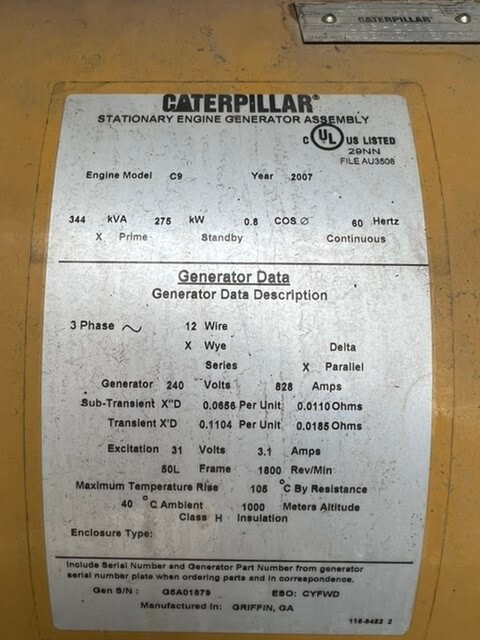 CATERPILLAR
CATERPILLAR®
STATIONARY ENGINE GENERATOR ASSEMBLY
C UL US LISTED
29NN
FILE AU3508
Engine Model C9 Year 2007
344 kVA 275 kW 0.8 COS Ø 60 Hertz
X Prime Standby Continuous
Generator Data
Generator Data Description
3 Phase ~ 12 Wire
X Wye Delta
Series X Parallel
Generator 240 Volts 828 Amps
Sub-Transient X"D 0.0656 Per Unit 0.0110 Ohms
Transient X'D 0.1104 Per Unit 0.0185 Ohms
Excitation 31 Volts 3.1 Amps
50L Frame 1800 Rev/Min
Maximum Temperature Rise 105 °C By Resistance
40 °C Ambient 1000 Meters Altitude
Class H Insulation
Enclosure Type:
Include Serial Number and Generator Part Number from generator
serial number plate when ordering parts and in correspondence.
Gen S/N : G5A01879 ESO: CYFWD
Manufactured in: GRIFFIN, GA